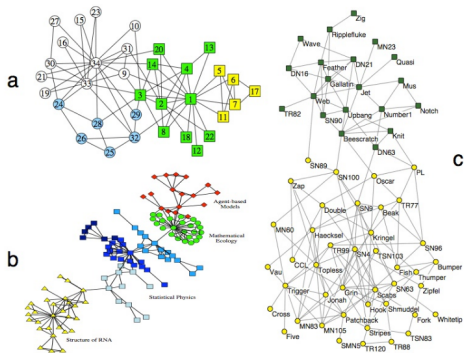 a
23
27
15
10
16
31
30
34
21
9
33
19
24
28
29
26
25
32
20
13
14
4
3
2
1
8
18
22
12
5
6
7
17
11
b
Agent-based
Models
Mathematical
Ecology
Statistical Physics
Structure of RNA
c
Zig
Ripplefluke
Wave
MN23
DN21
Feather
DN16
Quasi
Gallatin
Jet
Mus
Web
TR82
SN90
Upbang
Number1
Notch
Beescratch
Knit
DN63
SN89
SN100
Oscar
PL
Zap
Double
SN9
Beak
TR77
MN60
Haecksel
Kringel
SN96
TR99
SN4
TSN103
CCL
Topless
Fish
Bumper
Vau
Thumper
Trigger
Grin
SN63
Zipfel
Jonah
Scabs
Hook
Shmuddel
Cross
Patchback
Fork
Whitetip
Five
MN83
MN105
Stripes
TSN83
SMN5
TR120
TR88